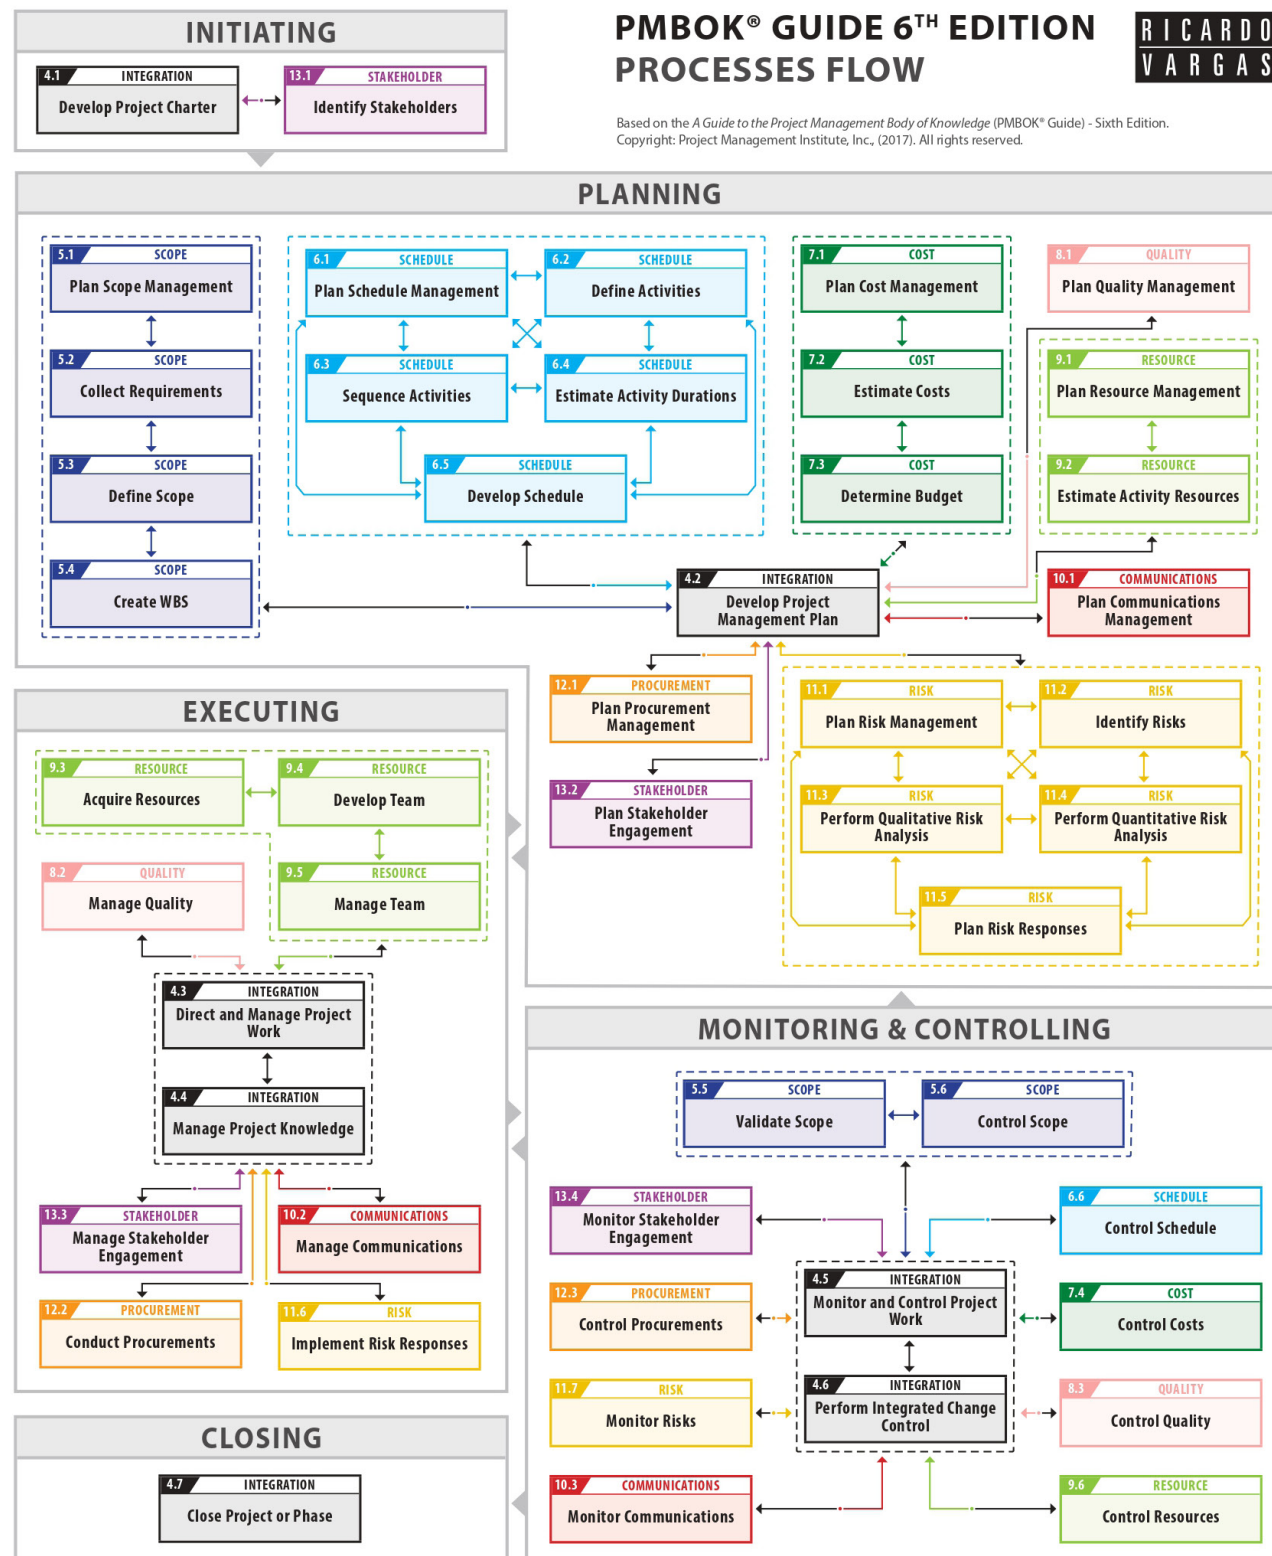 INITIATING
4.1 INTEGRATION
Develop Project Charter
13.1 STAKEHOLDER
Identify Stakeholders
PMBOK® GUIDE 6TH EDITION
PROCESSES FLOW
RICARDO
VARGAS
Based on the A Guide to the Project Management Body of Knowledge (PMBOK® Guide) - Sixth Edition.
Copyright: Project Management Institute, Inc., (2017). All rights reserved.
PLANNING
5.1 SCOPE
Plan Scope Management
5.2 SCOPE
Collect Requirements
5.3 SCOPE
Define Scope
5.4 SCOPE
Create WBS
6.1 SCHEDULE
Plan Schedule Management
6.2 SCHEDULE
Define Activities
6.3 SCHEDULE
Sequence Activities
6.4 SCHEDULE
Estimate Activity Durations
6.5 SCHEDULE
Develop Schedule
7.1 COST
Plan Cost Management
7.2 COST
Estimate Costs
7.3 COST
Determine Budget
8.1 QUALITY
Plan Quality Management
9.1 RESOURCE
Plan Resource Management
9.2 RESOURCE
Estimate Activity Resources
4.2 INTEGRATION
Develop Project
Management Plan
10.1 COMMUNICATIONS
Plan Communications
Management
12.1 PROCUREMENT
Plan Procurement
Management
13.2 STAKEHOLDER
Plan Stakeholder
Engagement
11.1 RISK
Plan Risk Management
11.2 RISK
Identify Risks
11.3 RISK
Perform Qualitative Risk
Analysis
11.4 RISK
Perform Quantitative Risk
Analysis
11.5 RISK
Plan Risk Responses
EXECUTING
9.3 RESOURCE
Acquire Resources
9.4 RESOURCE
Develop Team
8.2 QUALITY
Manage Quality
9.5 RESOURCE
Manage Team
4.3 INTEGRATION
Direct and Manage Project
Work
4.4 INTEGRATION
Manage Project Knowledge
13.3 STAKEHOLDER
Manage Stakeholder
Engagement
10.2 COMMUNICATIONS
Manage Communications
12.2 PROCUREMENT
Conduct Procurements
11.6 RISK
Implement Risk Responses
MONITORING & CONTROLLING
5.5 SCOPE
Validate Scope
5.6 SCOPE
Control Scope
13.4 STAKEHOLDER
Monitor Stakeholder
Engagement
6.6 SCHEDULE
Control Schedule
4.5 INTEGRATION
Monitor and Control Project
Work
12.3 PROCUREMENT
Control Procurements
7.4 COST
Control Costs
4.6 INTEGRATION
Perform Integrated Change
Control
11.7 RISK
Monitor Risks
8.3 QUALITY
Control Quality
10.3 COMMUNICATIONS
Monitor Communications
9.6 RESOURCE
Control Resources
CLOSING
4.7 INTEGRATION
Close Project or Phase